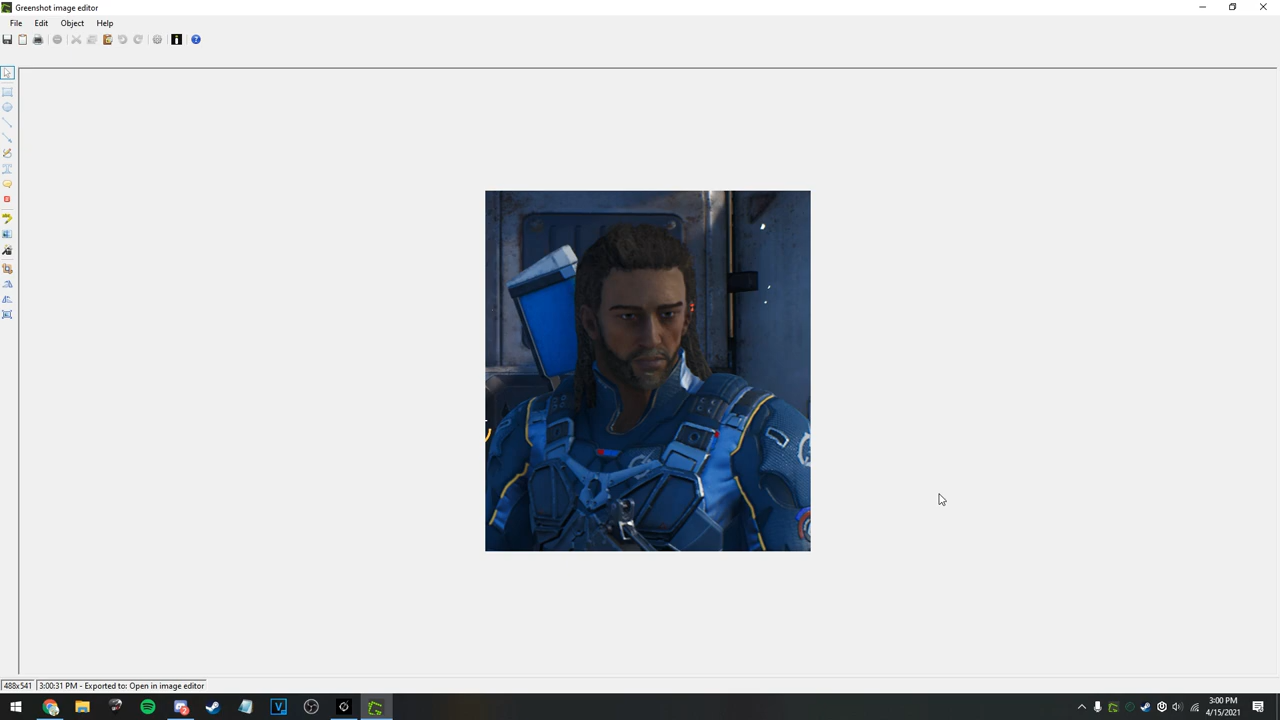 Greenshot image editor
File Edit Object Help
488x541 3:00:31 PM - Exported to: Open in image editor
3:00 PM
4/15/2021